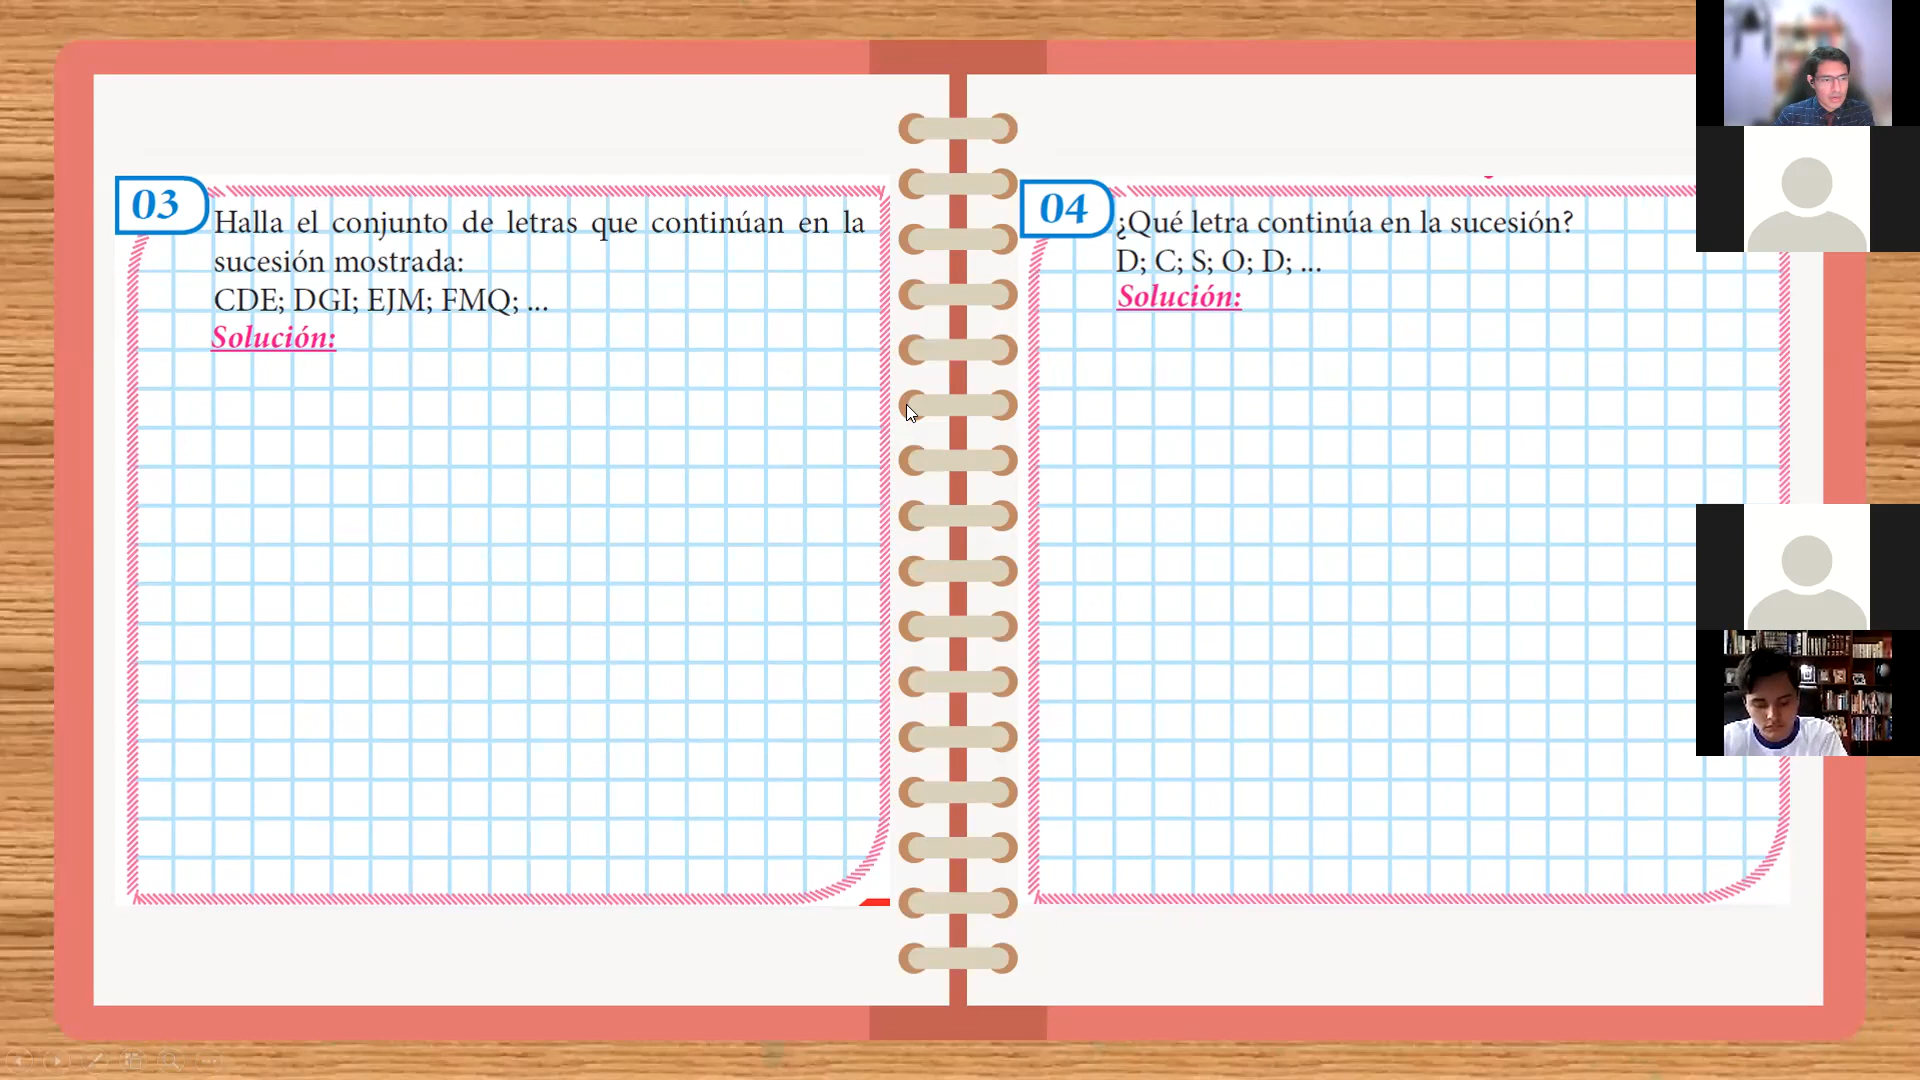 03
Halla el conjunto de letras que continúan en la
sucesión mostrada:
CDE; DGI; EJM; FMQ; ...
Solución:
04
¿Qué letra continúa en la sucesión?
D; C; S; O; D; ...
Solución: